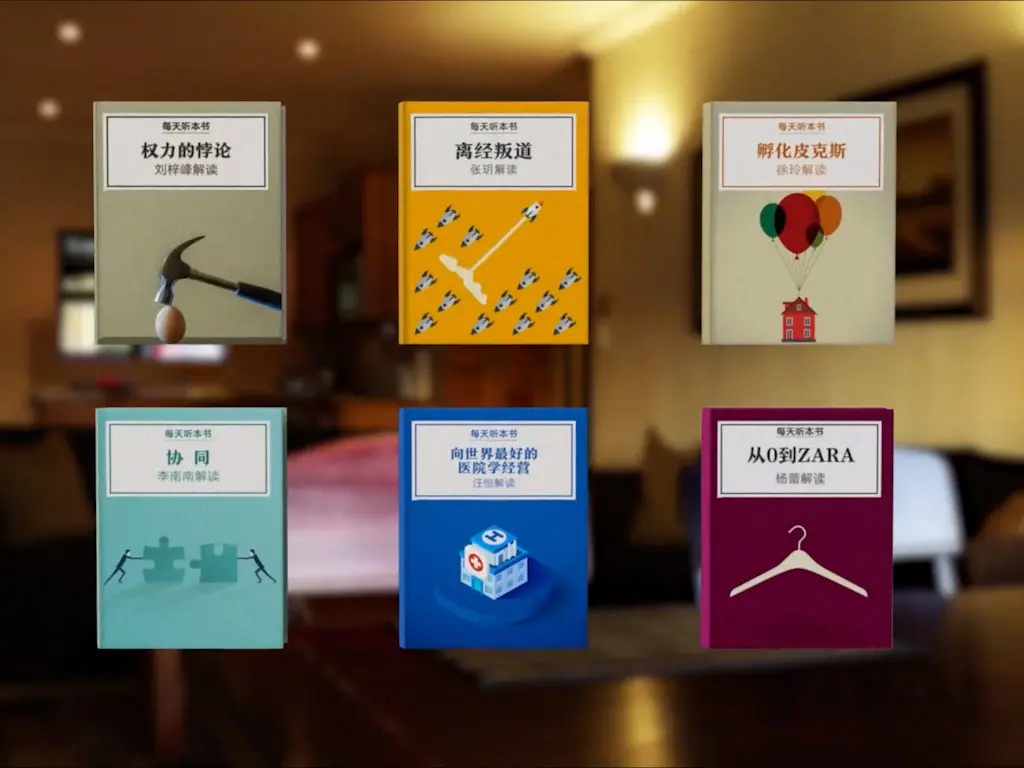 每天听本书
权力的悖论
刘梓峰解读
每天听本书
离经叛道
张玥解读
每天听本书
孵化皮克斯
徐玲解读
每天听本书
协同
李南南解读
每天听本书
向世界最好的
医院学经营
汪恒解读
每天听本书
从0到ZARA
杨蕾解读